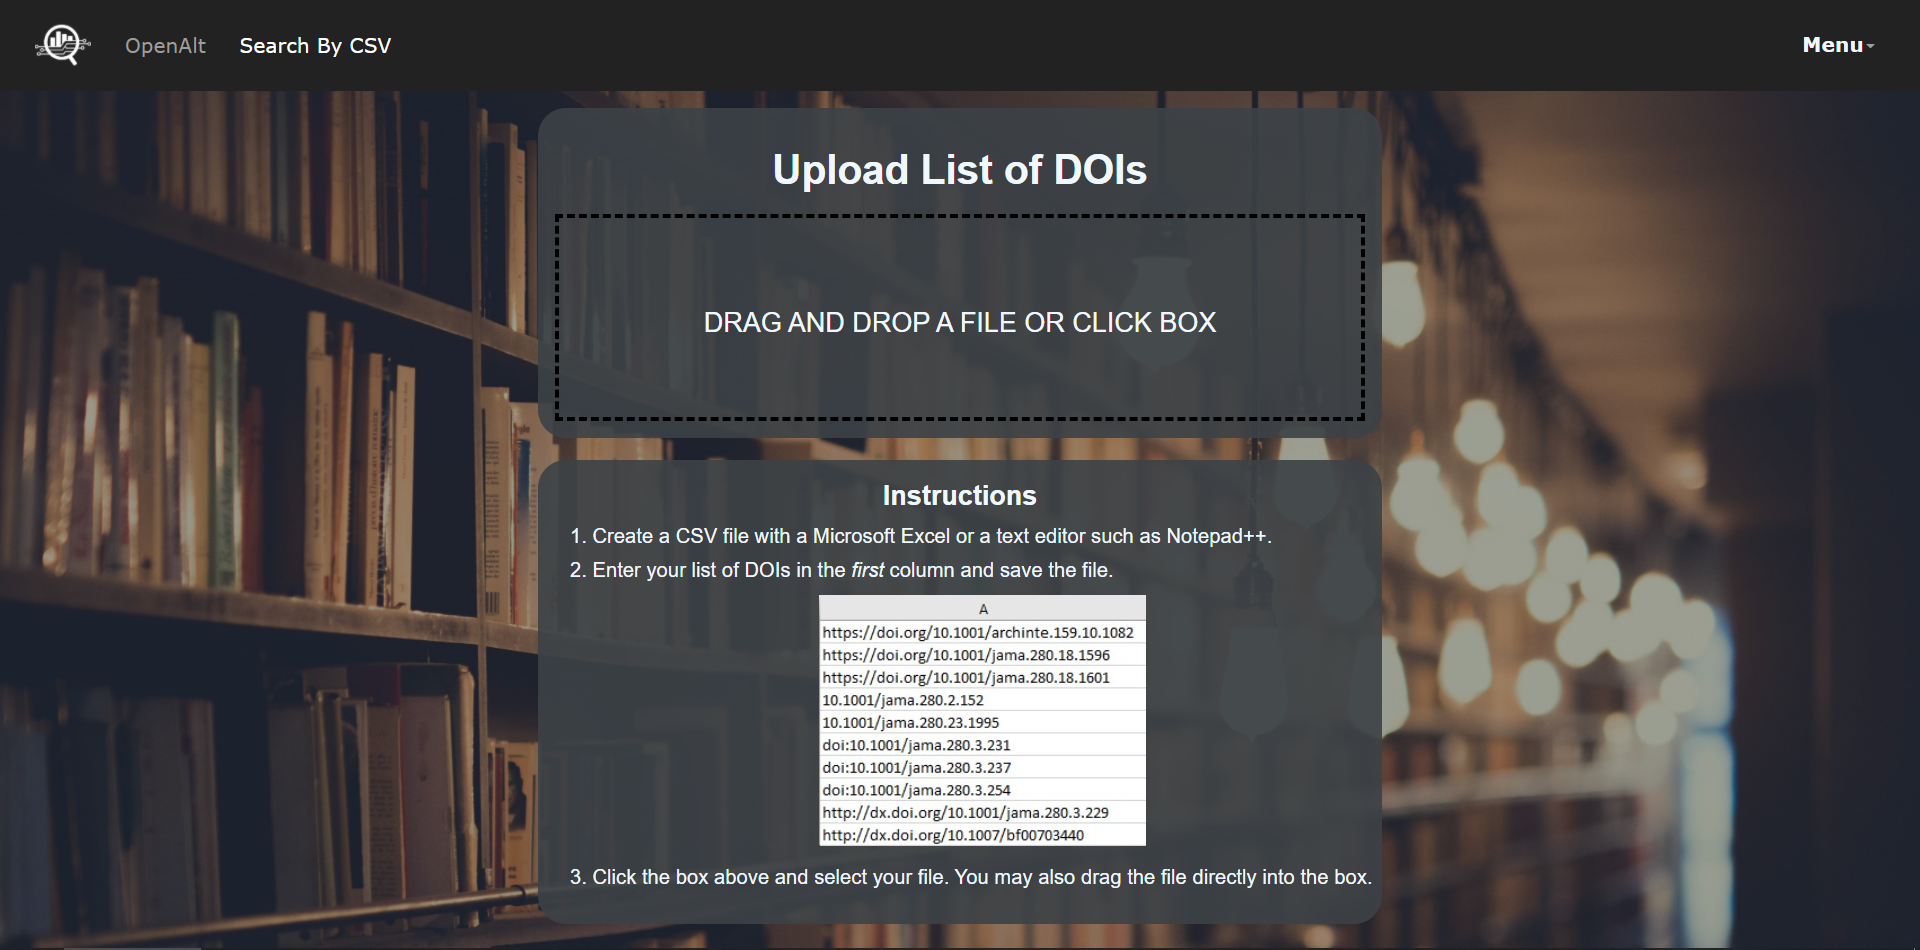 OpenAlt
Search By CSV
Menu
Upload List of DOIs
DRAG AND DROP A FILE OR CLICK BOX
Instructions
1. Create a CSV file with a Microsoft Excel or a text editor such as Notepad++.
2. Enter your list of DOIs in the first column and save the file.
A
https://doi.org/10.1001/archinte.159.10.1082
https://doi.org/10.1001/jama.280.18.1596
https://doi.org/10.1001/jama.280.18.1601
10.1001/jama.280.2.152
10.1001/jama.280.23.1995
doi:10.1001/jama.280.3.231
doi:10.1001/jama.280.3.237
doi:10.1001/jama.280.3.254
http://dx.doi.org/10.1001/jama.280.3.229
http://dx.doi.org/10.1007/bf00703440
3. Click the box above and select your file. You may also drag the file directly into the box.